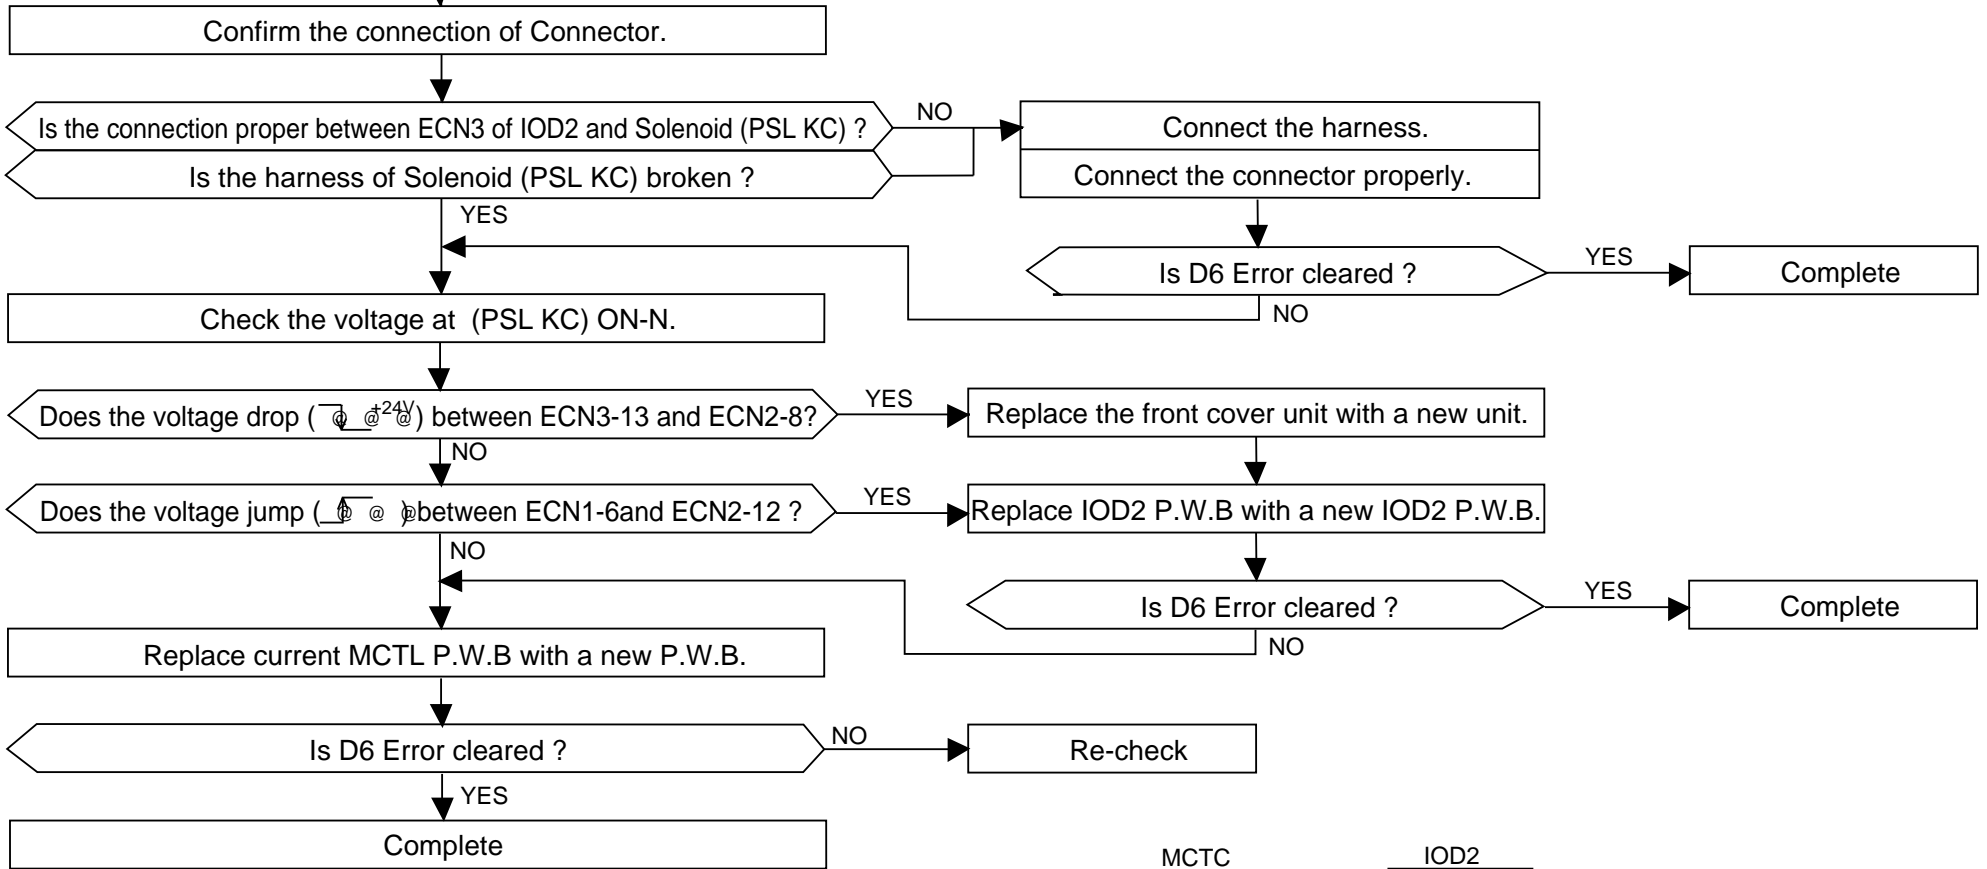 Confirm the connection of Connector.
Is the connection proper between ECN3 of IOD2 and Solenoid (PSL KC) ?
NO
Connect the harness.
Is the harness of Solenoid (PSL KC) broken ?
Connect the connector properly.
YES
Is D6 Error cleared ?
YES
Complete
NO
Check the voltage at (PSL KC) ON-N.
Does the voltage drop ( @ @ +24V @) between ECN3-13 and ECN2-8?
YES
Replace the front cover unit with a new unit.
NO
Does the voltage jump ( @ @ )@between ECN1-6and ECN2-12 ?
YES
Replace IOD2 P.W.B with a new IOD2 P.W.B.
NO
Is D6 Error cleared ?
YES
Complete
NO
Replace current MCTL P.W.B with a new P.W.B.
Is D6 Error cleared ?
NO
Re-check
YES
Complete
MCTC
IOD2